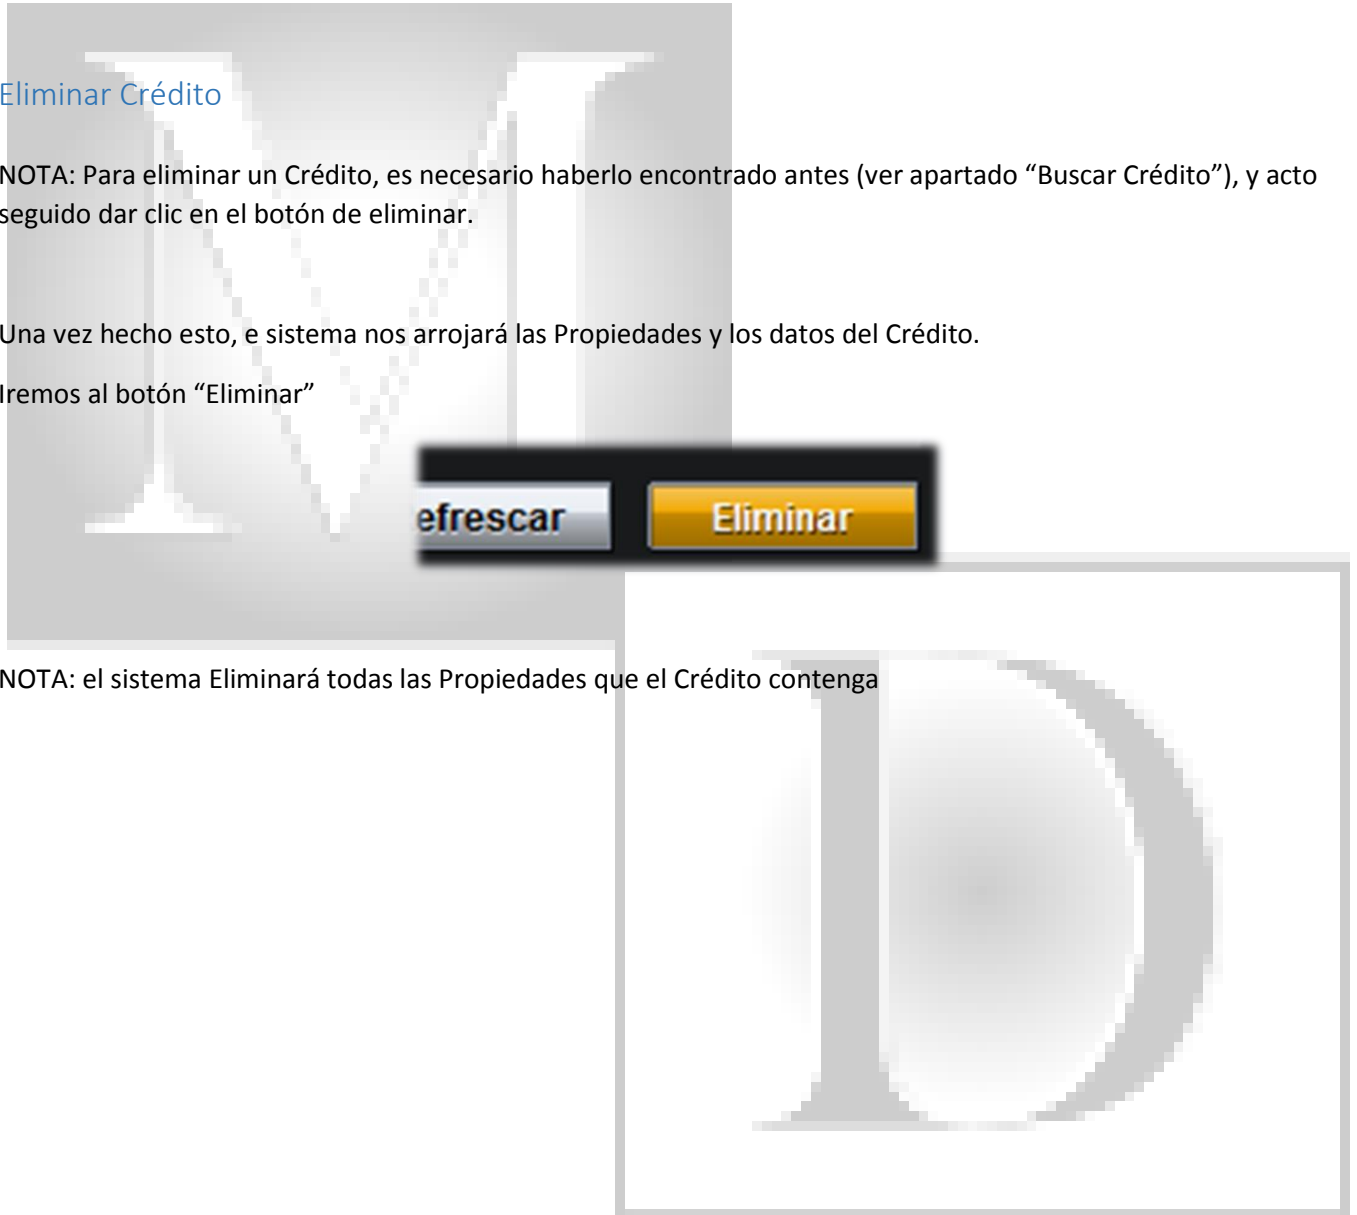 Eliminar Crédito
NOTA: Para eliminar un Crédito, es necesario haberlo encontrado antes (ver apartado “Buscar Crédito”), y acto
seguido dar clic en el botón de eliminar.
Una vez hecho esto, e sistema nos arrojará las Propiedades y los datos del Crédito.
Iremos al botón “Eliminar”
efrescar Eliminar
NOTA: el sistema Eliminará todas las Propiedades que el Crédito contenga
M
D